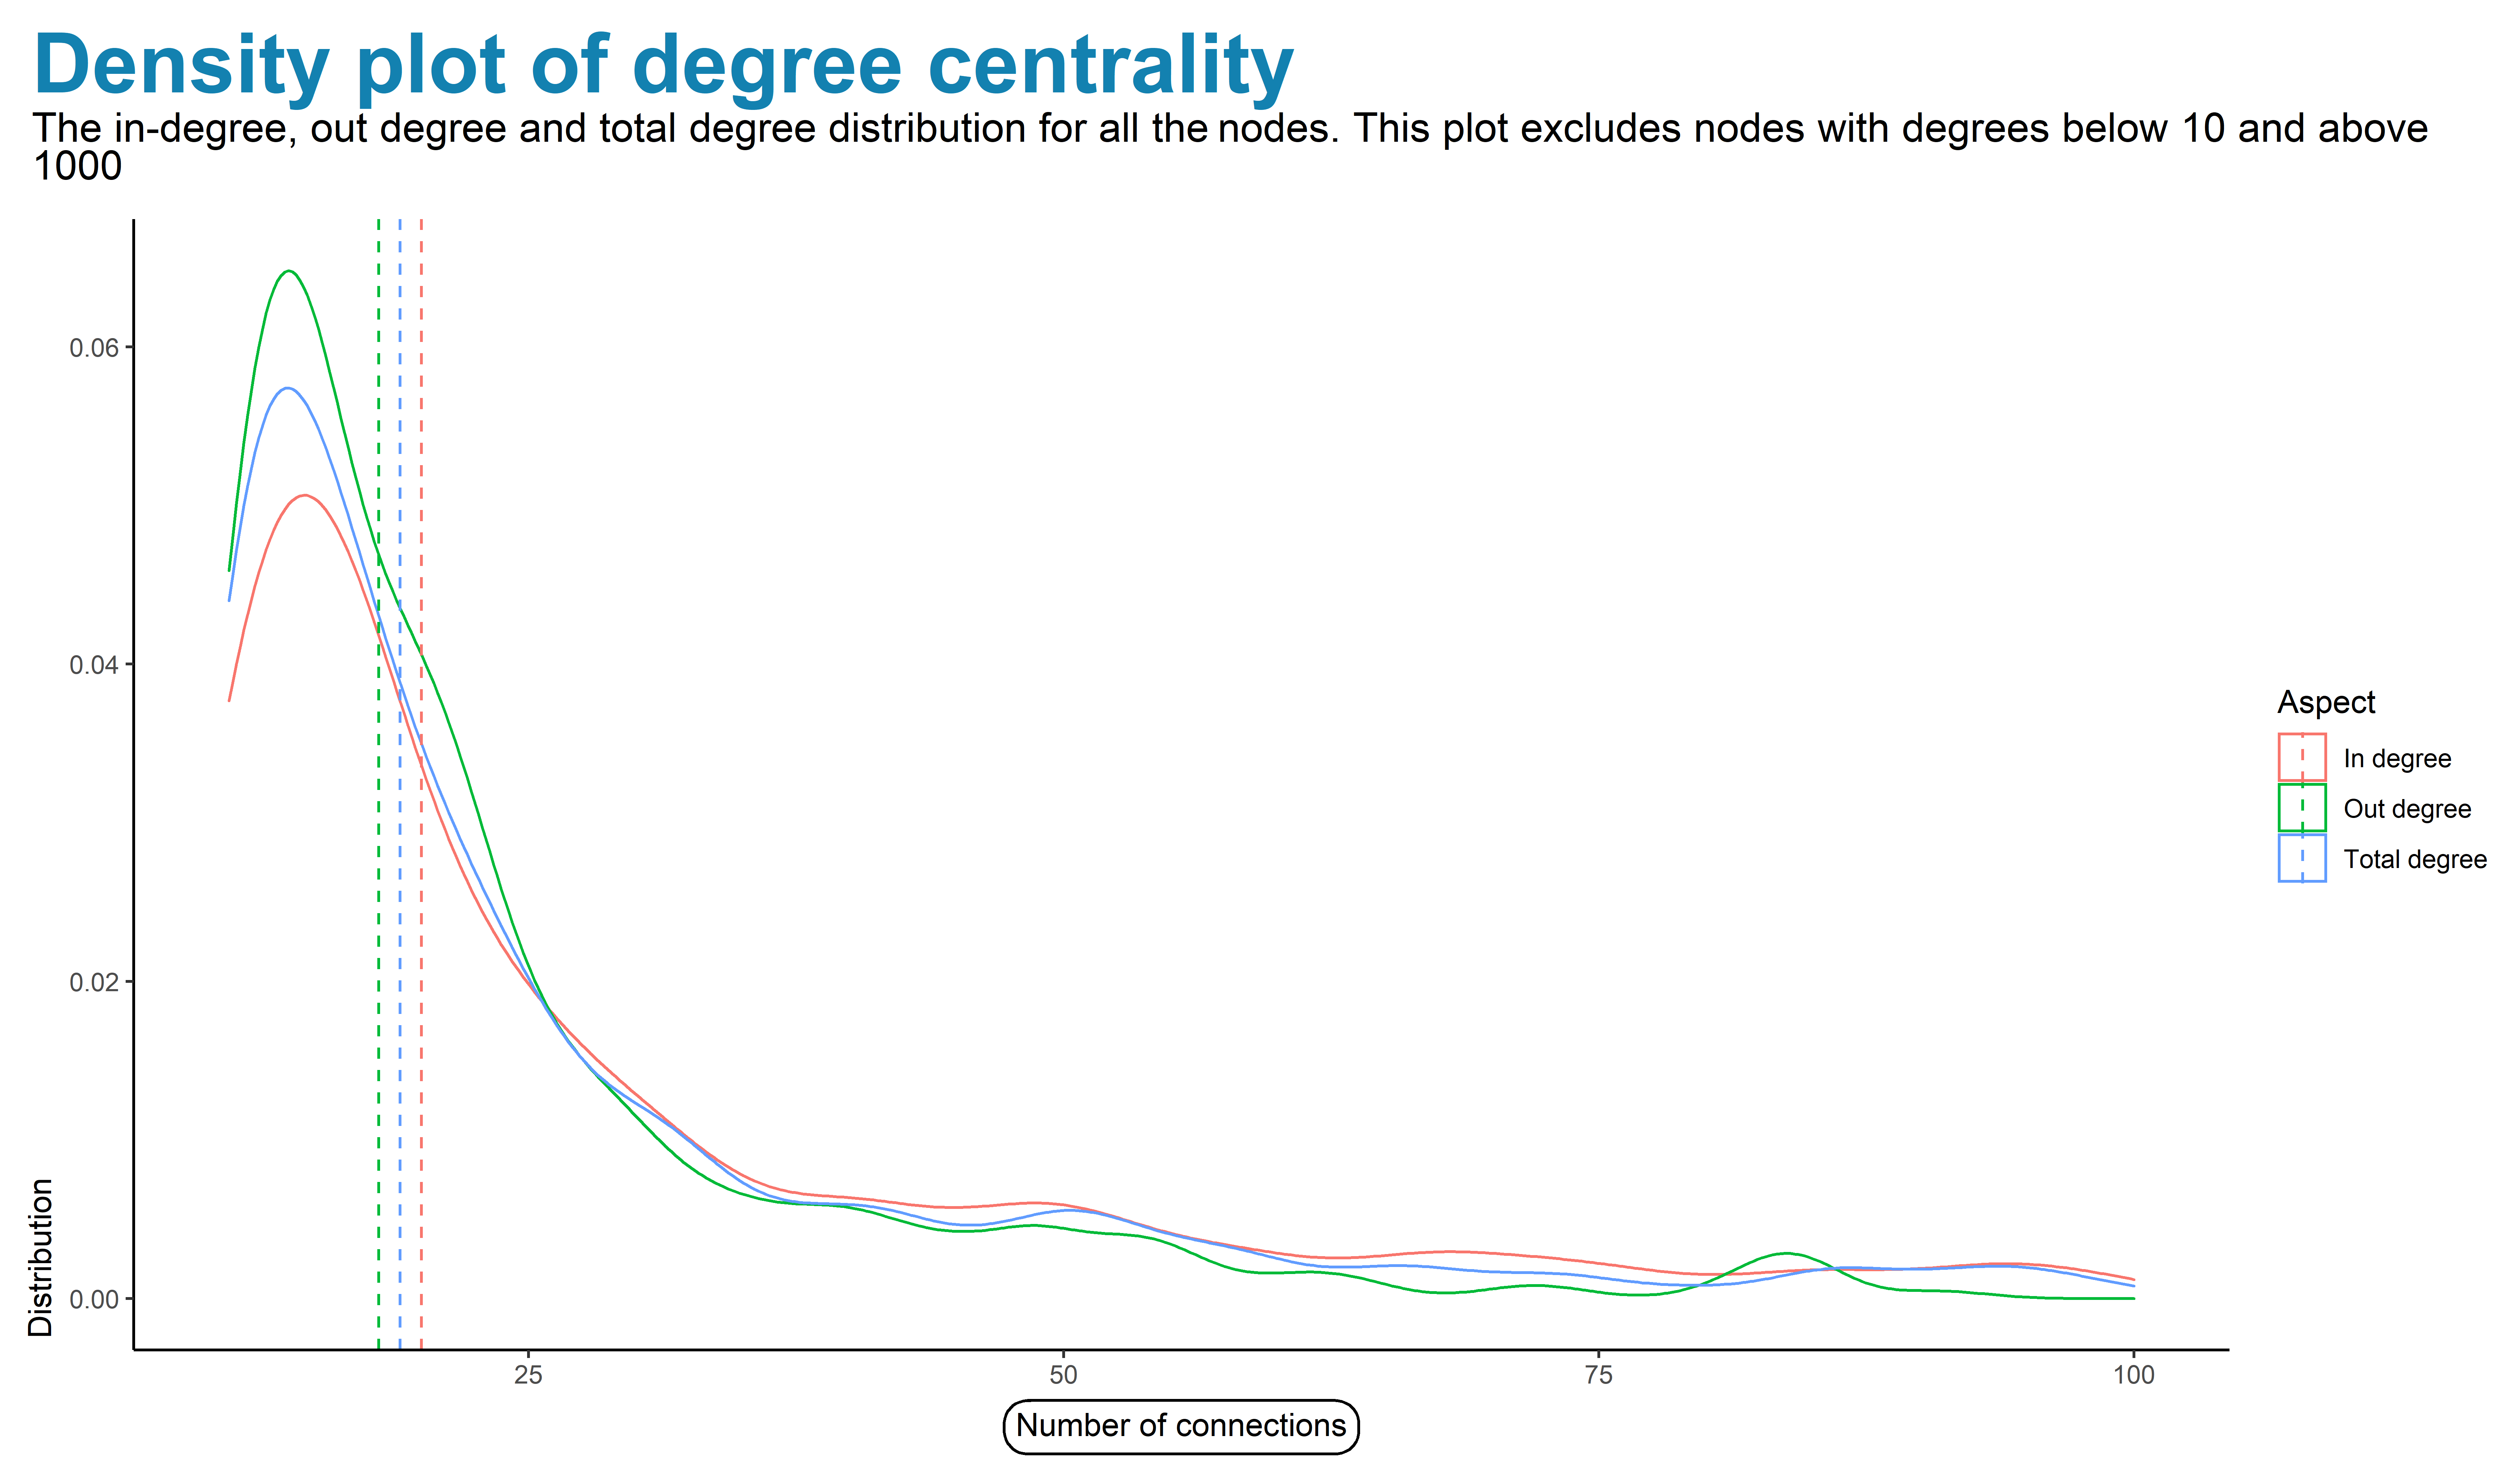 Density plot of degree centrality
The in-degree, out degree and total degree distribution for all the nodes. This plot excludes nodes with degrees below 10 and above
1000
0.06
0.04
0.02
0.00
Distribution
25
50
75
100
Number of connections
Aspect
In degree
Out degree
Total degree